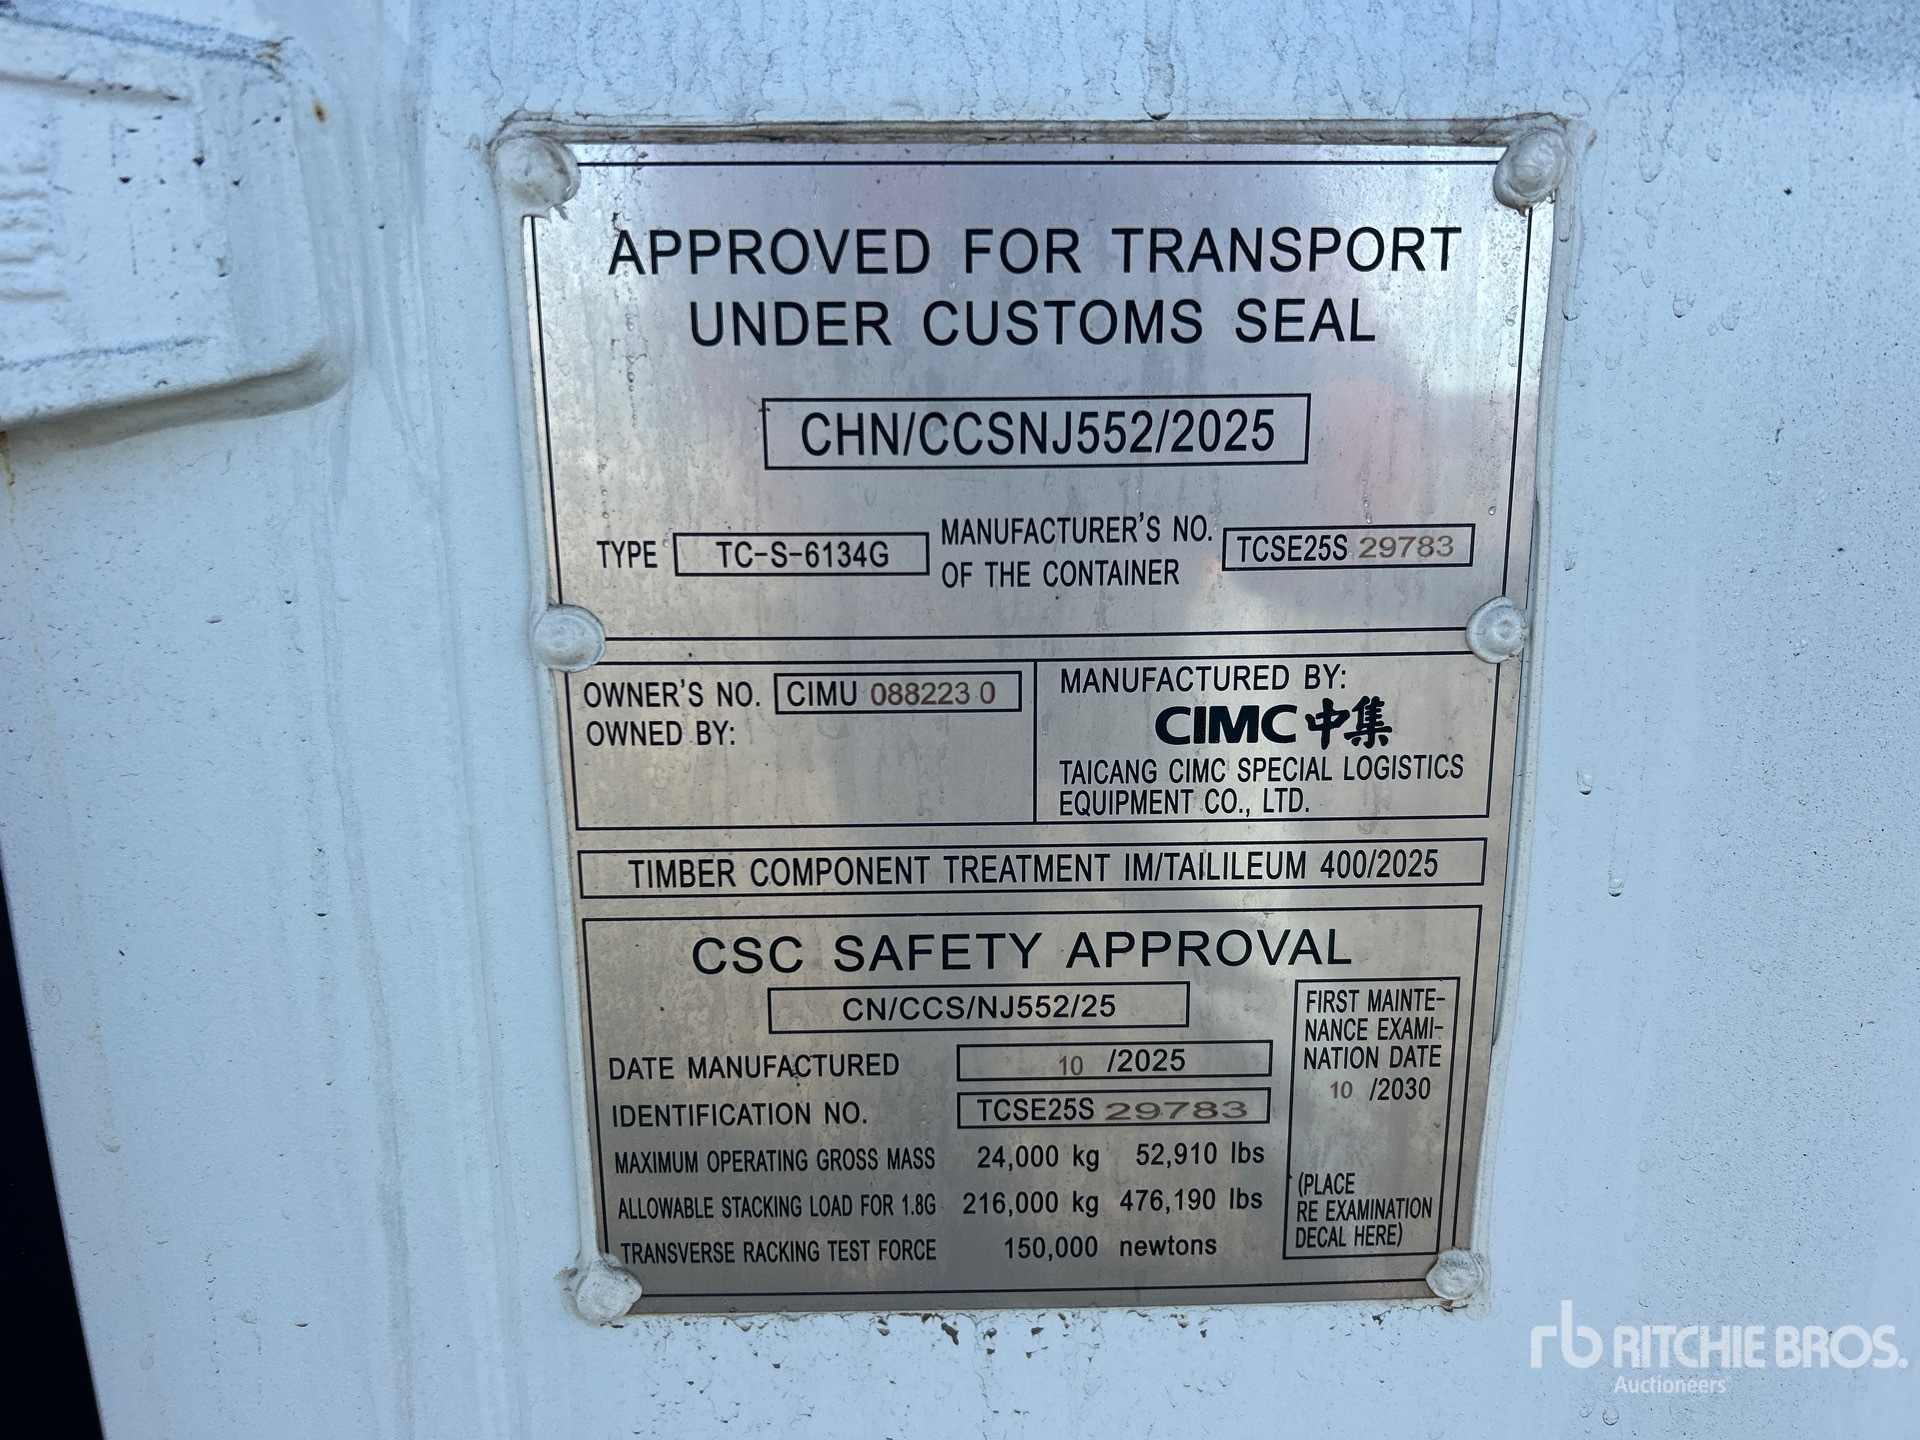 APPROVED FOR TRANSPORT
UNDER CUSTOMS SEAL
CHN/CCSNJ552/2025
TYPE TC-S-6134G
MANUFACTURER'S NO.
OF THE CONTAINER
TCSE25S 29783
OWNER'S NO. CIMU 088223 0
OWNED BY:
MANUFACTURED BY:
CIMC 中集
TAICANG CIMC SPECIAL LOGISTICS
EQUIPMENT CO., LTD.
TIMBER COMPONENT TREATMENT IM/TAILILEUM 400/2025
CSC SAFETY APPROVAL
CN/CCS/NJ552/25
DATE MANUFACTURED 10 /2025
IDENTIFICATION NO. TCSE25S 29783
MAXIMUM OPERATING GROSS MASS 24,000 kg 52,910 lbs
ALLOWABLE STACKING LOAD FOR 1.8G 216,000 kg 476,190 lbs
TRANSVERSE RACKING TEST FORCE 150,000 newtons
FIRST MAINTE-
NANCE EXAMI-
NATION DATE
10 /2030
(PLACE
RE EXAMINATION
DECAL HERE)
rb RITCHIE BROS.
Auctioneers